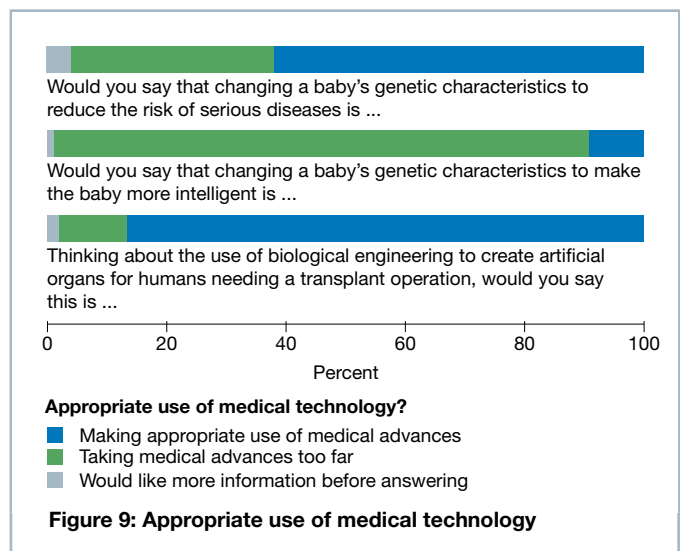 Would you say that changing a baby’s genetic characteristics to
reduce the risk of serious diseases is ...
Would you say that changing a baby’s genetic characteristics to make
the baby more intelligent is ...
Thinking about the use of biological engineering to create artificial
organs for humans needing a transplant operation, would you say
this is ...
0 20 40 60 80 100
Percent
Appropriate use of medical technology?
Making appropriate use of medical advances
Taking medical advances too far
Would like more information before answering
Figure 9: Appropriate use of medical technology